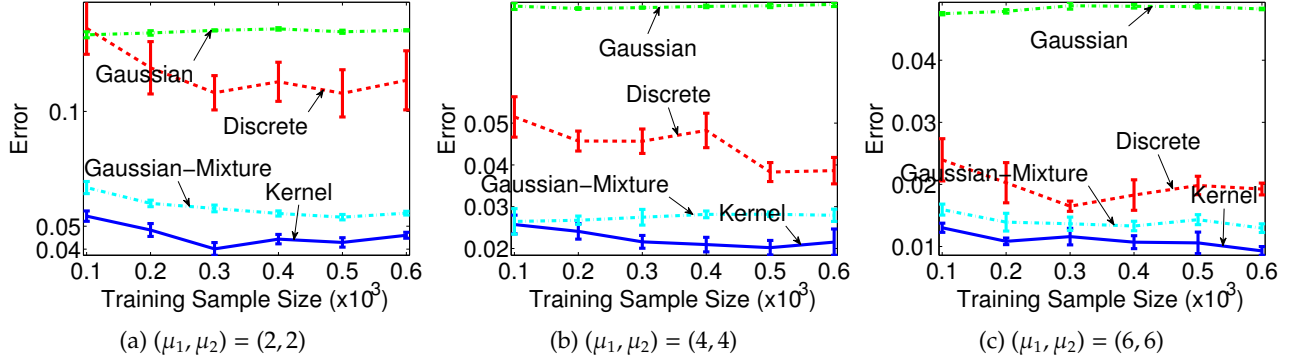 Error
0.1
0.05
0.04
Gaussian
Discrete
Gaussian−Mixture
Kernel
0.1 0.2 0.3 0.4 0.5 0.6
Training Sample Size (x10³)
(a) (μ₁, μ₂) = (2, 2)
Error
0.05
0.04
0.03
0.02
Gaussian
Discrete
Gaussian−Mixture
Kernel
0.1 0.2 0.3 0.4 0.5 0.6
Training Sample Size (x10³)
(b) (μ₁, μ₂) = (4, 4)
Error
0.04
0.03
0.02
0.01
Gaussian
Discrete
Gaussian−Mixture
Kernel
0.1 0.2 0.3 0.4 0.5 0.6
Training Sample Size (x10³)
(c) (μ₁, μ₂) = (6, 6)